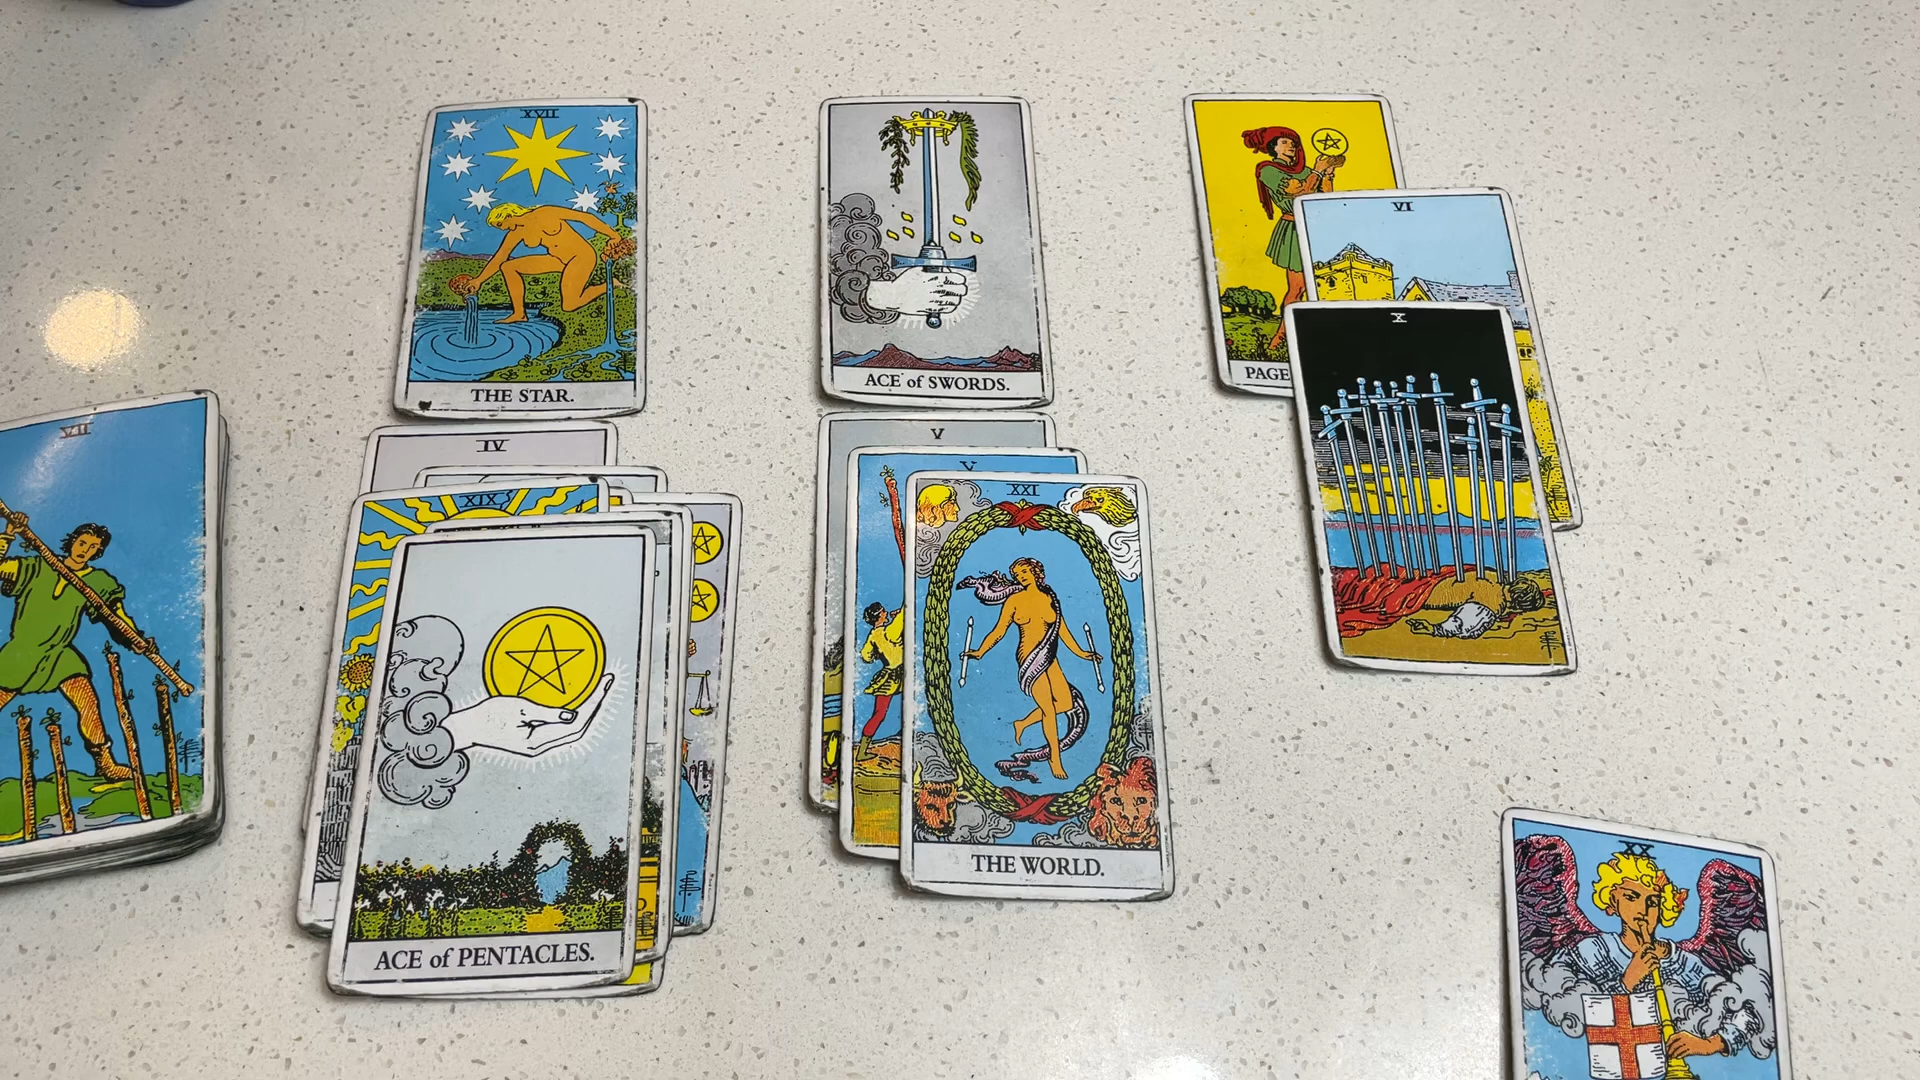 XVII
THE STAR.
ACE of SWORDS.
PAGE
VI
X
VII
IV
XIX
ACE of PENTACLES.
V
V
XXI
THE WORLD.
XX